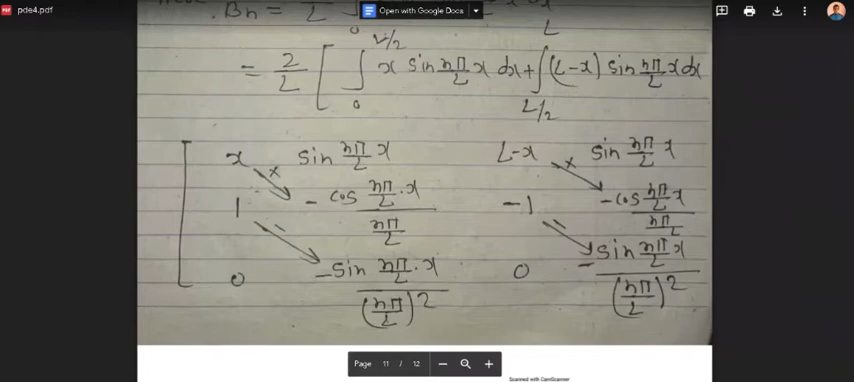 pde4.pdf
Open with Google Docs
Bn = 2/L ∫
= 2/L [ ∫₀^{L/2} x sin nπ/L x dx + ∫_{L/2}^{L} (L-x) sin nπ/L x dx
x sin nπ/L x L-x sin nπ/L x
1 - cos nπ/L . x / nπ/L -1 - cos nπ/L x / nπ/L
0 - sin nπ/L . x / (nπ/L)² 0 - sin nπ/L x / (nπ/L)²
Page 11 / 12
Scanned with CamScanner